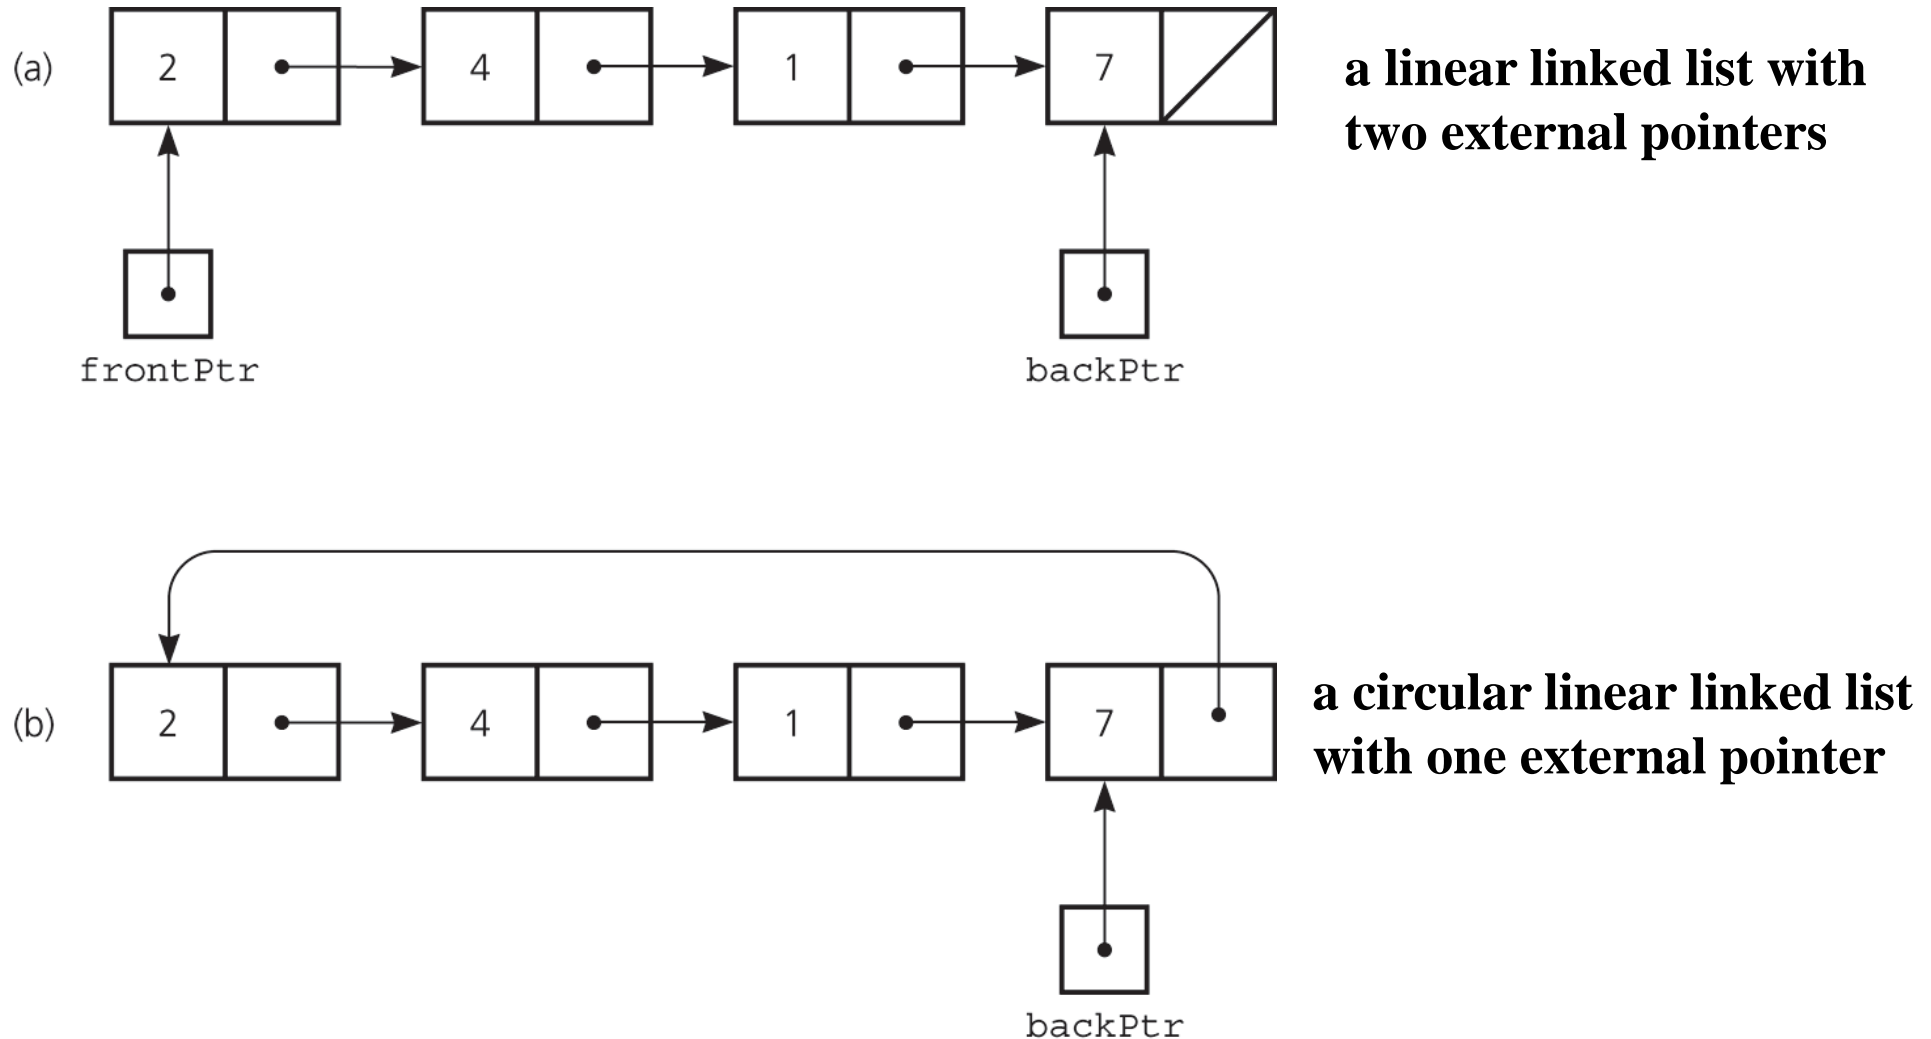 (a)
2
4
1
7
a linear linked list with
two external pointers
frontPtr
backPtr
(b)
2
4
1
7
a circular linear linked list
with one external pointer
backPtr